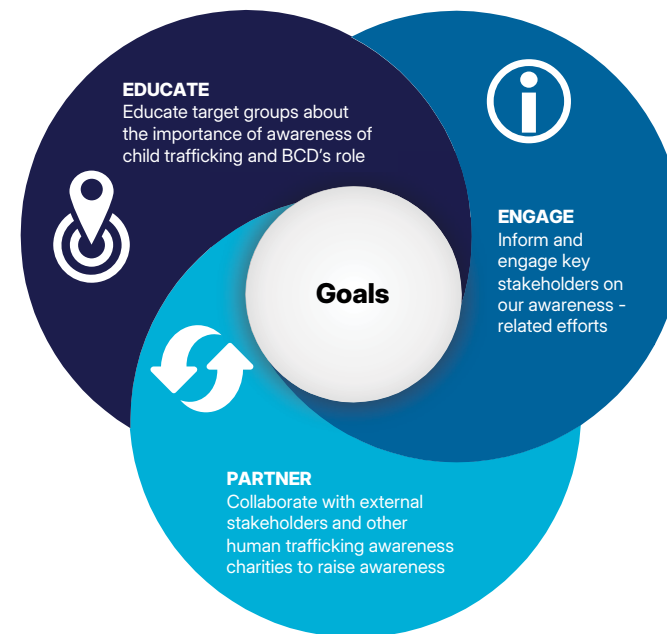 EDUCATE
Educate target groups about
the importance of awareness of
child trafficking and BCD's role
ENGAGE
Inform and
engage key
stakeholders on
our awareness -
related efforts
Goals
PARTNER
Collaborate with external
stakeholders and other
human trafficking awareness
charities to raise awareness